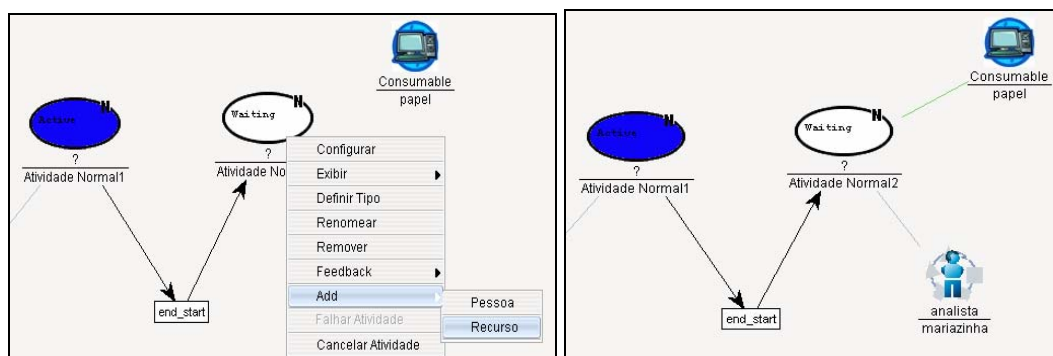 Consumable
papel
N
Active
?
Atividade Normal1
N
Waiting
?
Atividade No
Configurar
Exibir
Definir Tipo
Renomear
Remover
Feedback
Add
Falhar Atividade
Cancelar Atividade
Pessoa
Recurso
end_start
Consumable
papel
N
Active
?
Atividade Normal1
N
Waiting
?
Atividade Normal2
end_start
analista
mariazinha